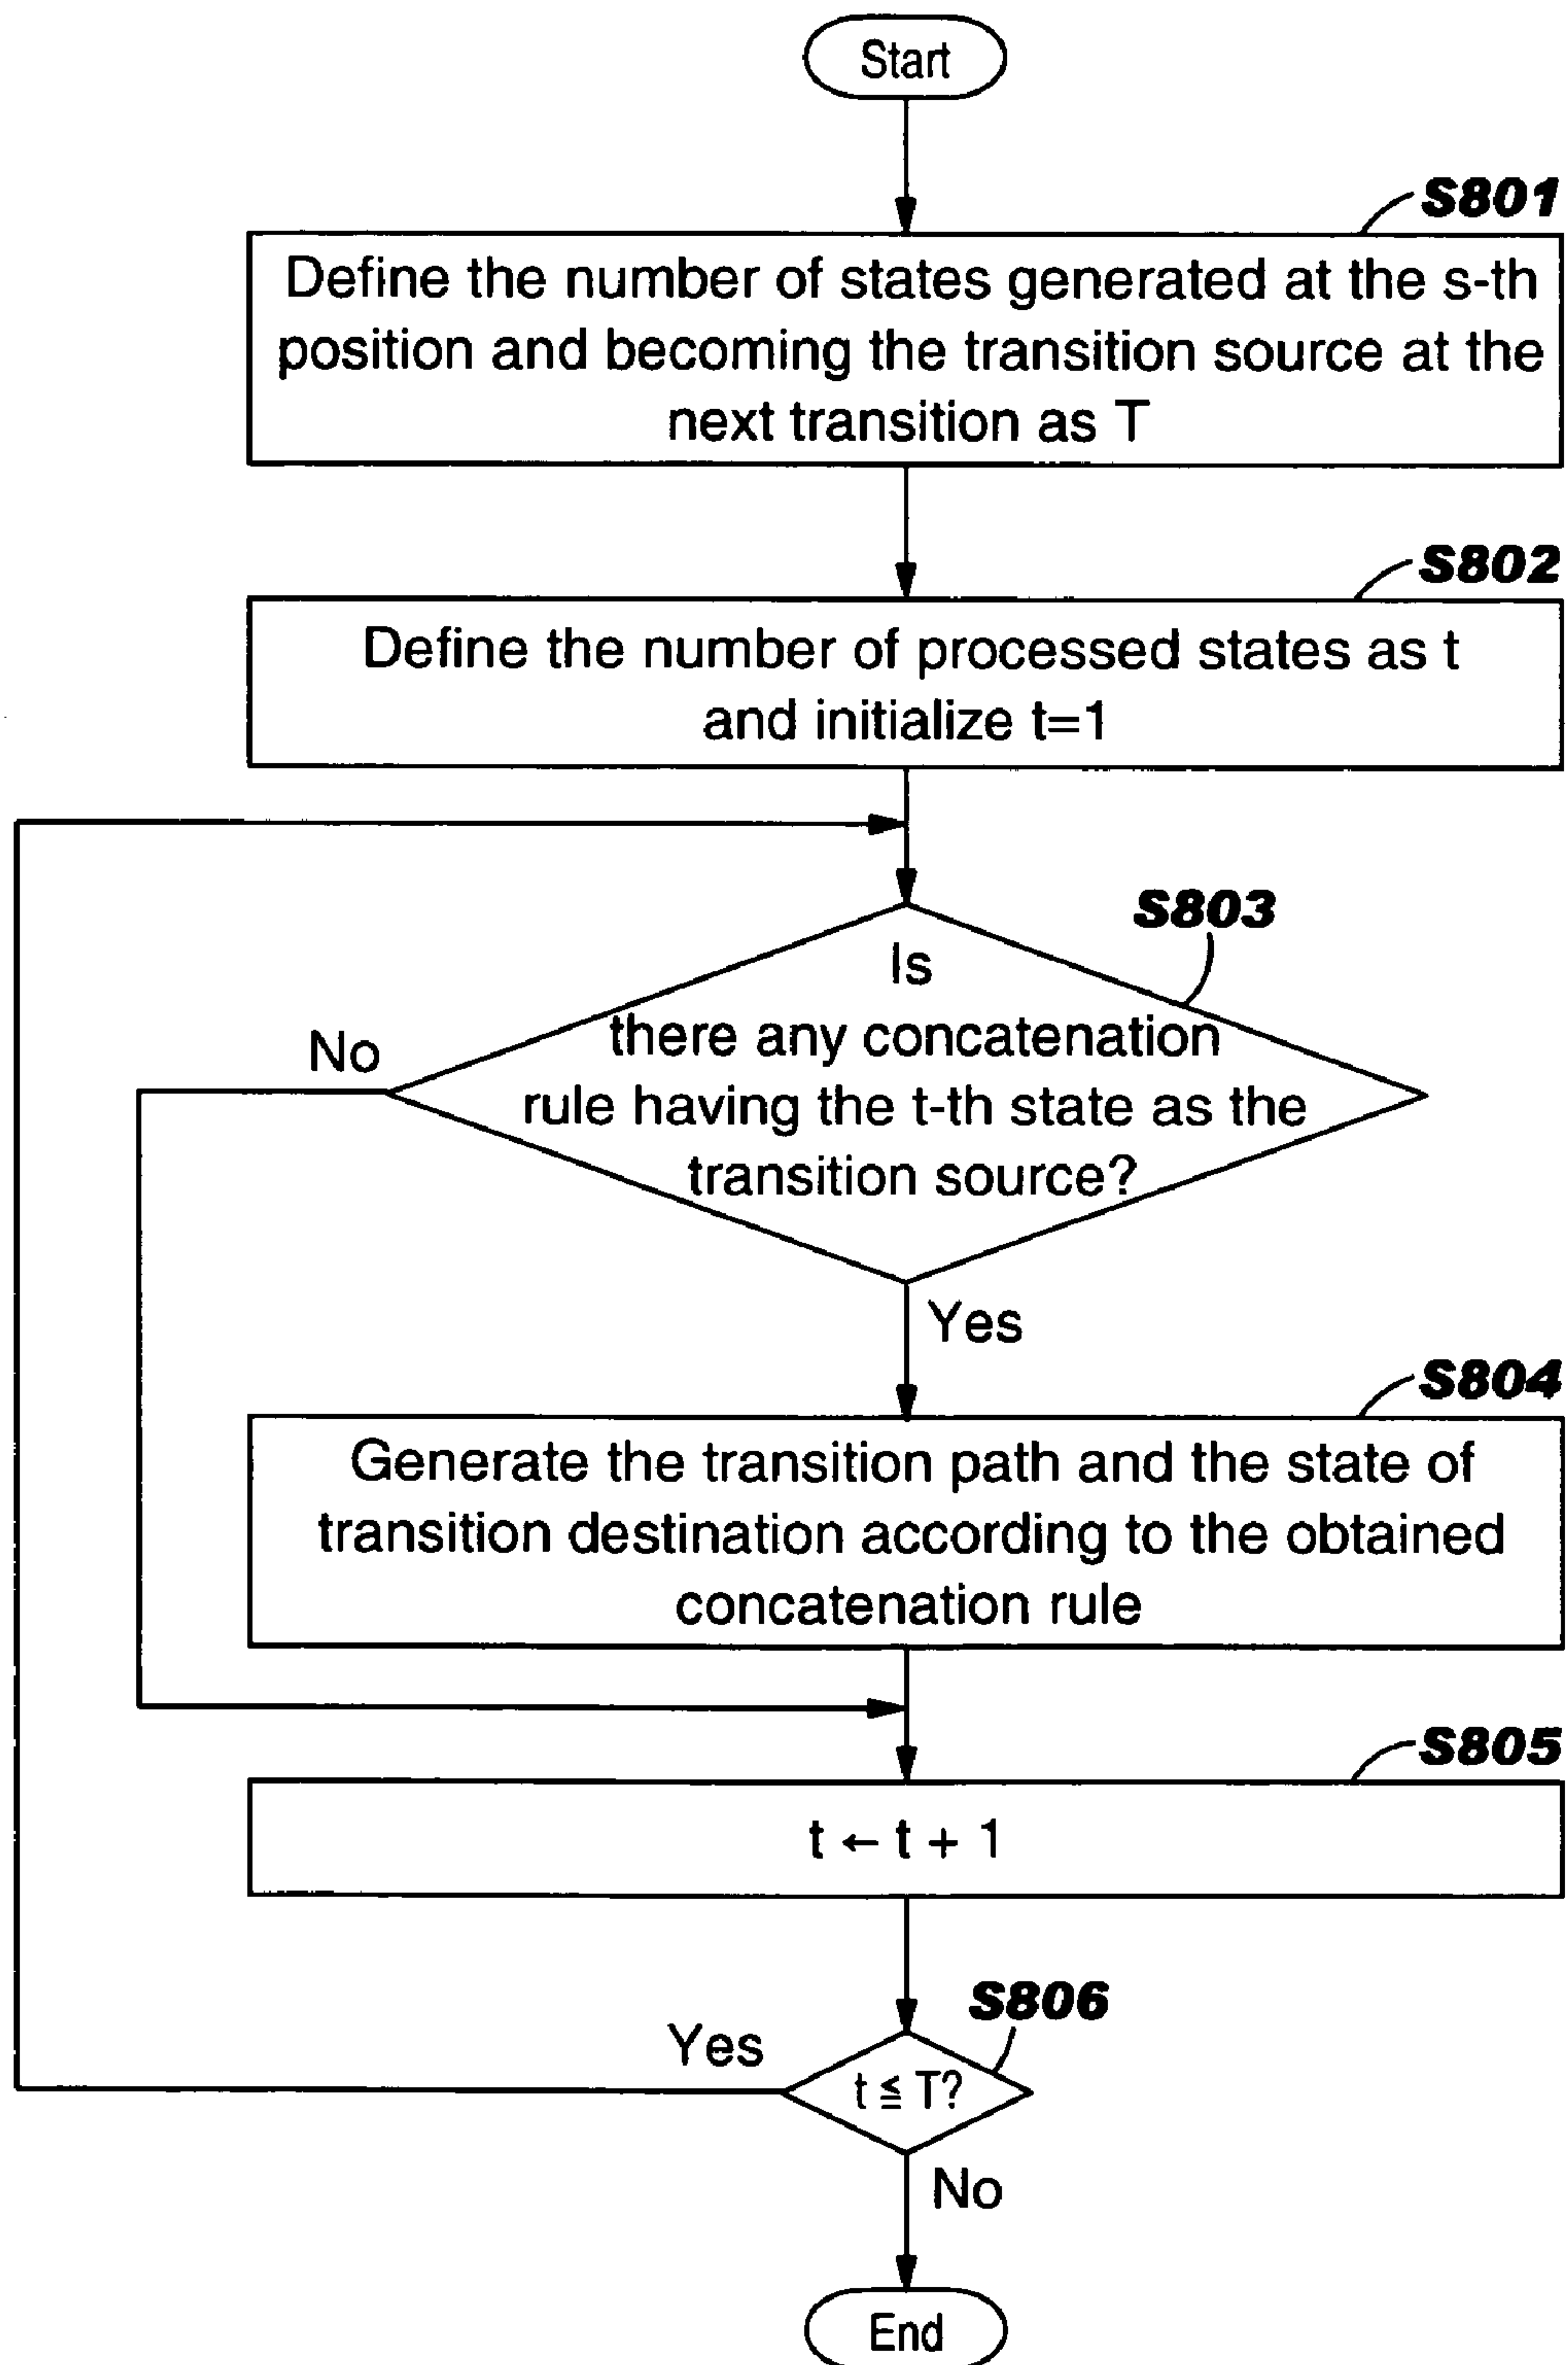 Start
S801
Define the number of states generated at the s-th
position and becoming the transition source at the
next transition as T
S802
Define the number of processed states as t
and initialize t=1
S803
Is
there any concatenation
rule having the t-th state as the
transition source?
No
Yes
S804
Generate the transition path and the state of
transition destination according to the obtained
concatenation rule
S805
t ← t + 1
S806
Yes
t ≦ T?
No
End